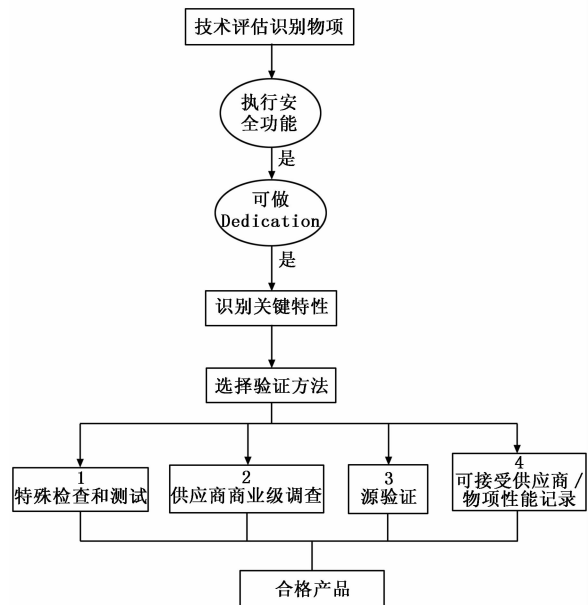 技术评估识别物项
执行安
全功能
是
可做
Dedication
是
识别关键特性
选择验证方法
1
特殊检查和测试
2
供应商商业级调查
3
源验证
4
可接受供应商/
物项性能记录
合格产品